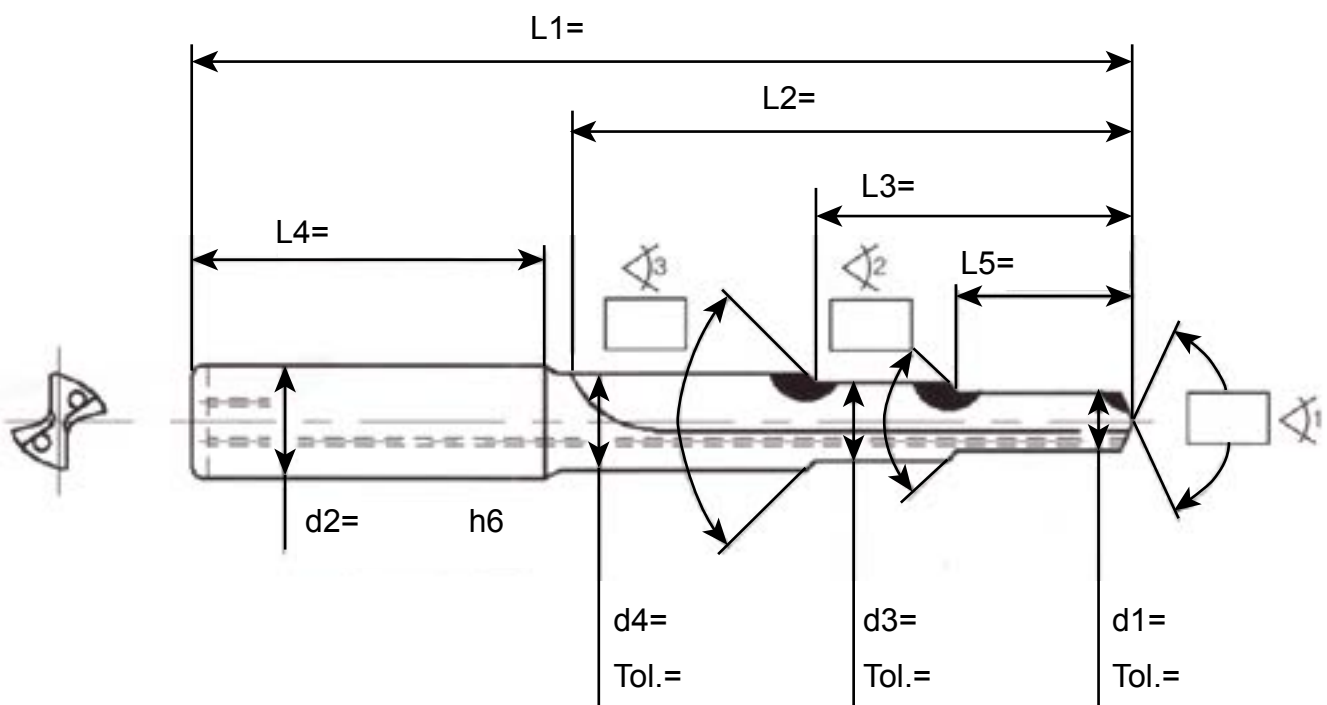 L1=
L2=
L3=
L4=
L5=
3
2
1
d2= h6
d4= d3= d1=
Tol.= Tol.= Tol.=